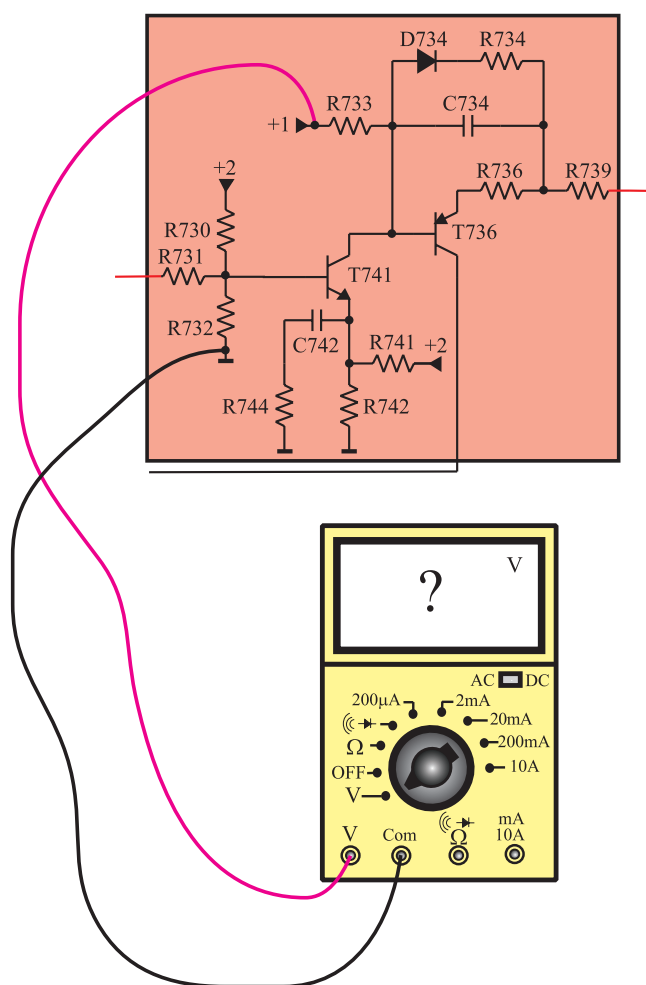 D734 R734
R733 C734
+1
+2 R736 R739
R730
R731 T736
T741
R732
C742 R741 +2
R744 R742
V
?
AC DC
200µA 2mA
20mA
Ω 200mA
OFF 10A
V
V Com Ω mA
10A